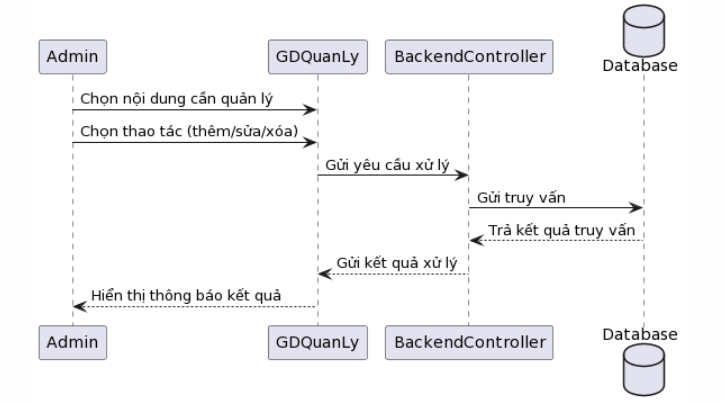 Database
Admin
GDQuanLy
BackendController
Chọn nội dung cần quản lý
Chọn thao tác (thêm/sửa/xóa)
Gửi yêu cầu xử lý
Gửi truy vấn
Trả kết quả truy vấn
Gửi kết quả xử lý
Hiển thị thông báo kết quả
Admin
GDQuanLy
BackendController
Database